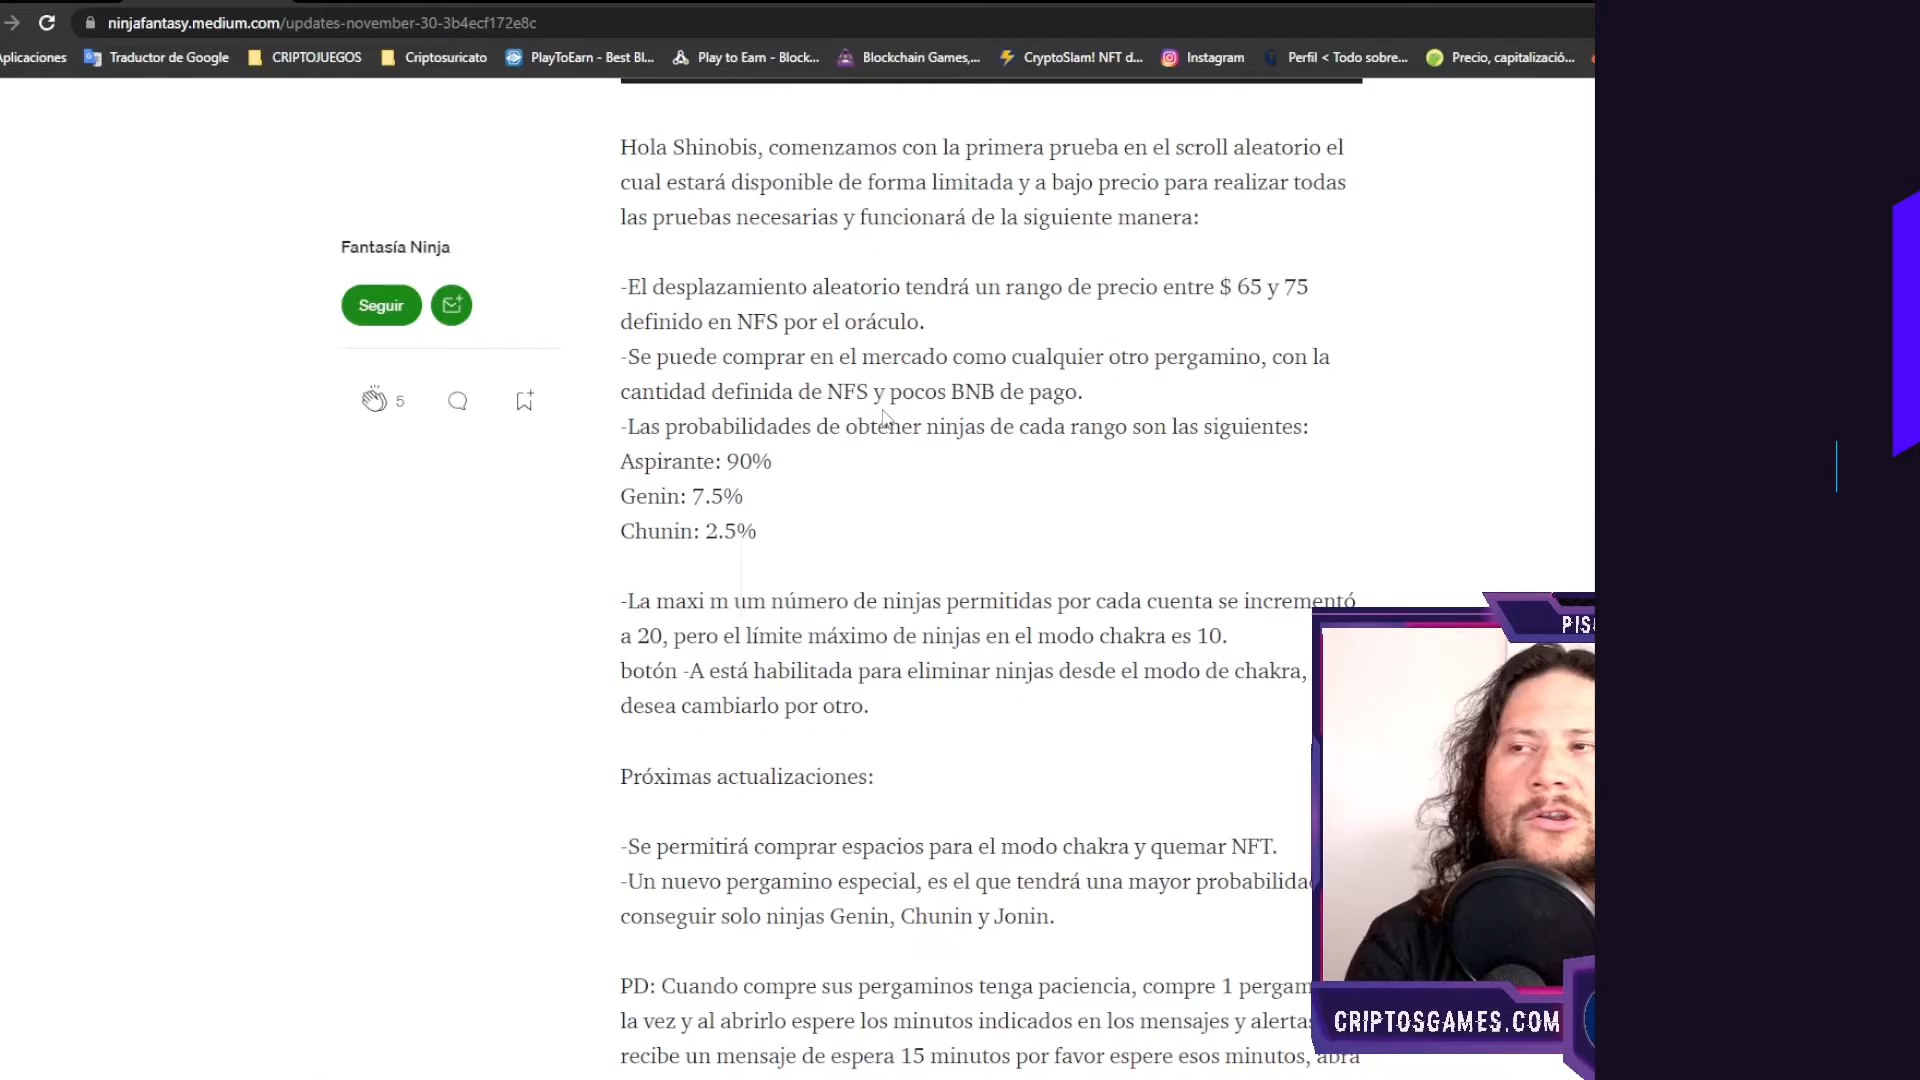 ninjafantasy.medium.com/updates-november-30-3b4ecf172e8c
Aplicaciones Traductor de Google CRIPTOJUEGOS Criptosuricato PlayToEarn - Best Bl... Play to Earn - Block... Blockchain Games,... CryptoSlam! NFT d... Instagram Perfil < Todo sobre... Precio, capitalizació...
Hola Shinobis, comenzamos con la primera prueba en el scroll aleatorio el
cual estará disponible de forma limitada y a bajo precio para realizar todas
las pruebas necesarias y funcionará de la siguiente manera:
Fantasía Ninja
Seguir
5
-El desplazamiento aleatorio tendrá un rango de precio entre $ 65 y 75
definido en NFS por el oráculo.
-Se puede comprar en el mercado como cualquier otro pergamino, con la
cantidad definida de NFS y pocos BNB de pago.
-Las probabilidades de obtener ninjas de cada rango son las siguientes:
Aspirante: 90%
Genin: 7.5%
Chunin: 2.5%
-La maxi m um número de ninjas permitidas por cada cuenta se incrementó
a 20, pero el límite máximo de ninjas en el modo chakra es 10.
botón -A está habilitada para eliminar ninjas desde el modo de chakra,
desea cambiarlo por otro.
Próximas actualizaciones:
-Se permitirá comprar espacios para el modo chakra y quemar NFT.
-Un nuevo pergamino especial, es el que tendrá una mayor probabilida
conseguir solo ninjas Genin, Chunin y Jonin.
PD: Cuando compre sus pergaminos tenga paciencia, compre 1 pergam
la vez y al abrirlo espere los minutos indicados en los mensajes y alerta
recibe un mensaje de espera 15 minutos por favor espere esos minutos, abra
PIS
CRIPTOSGAMES.COM